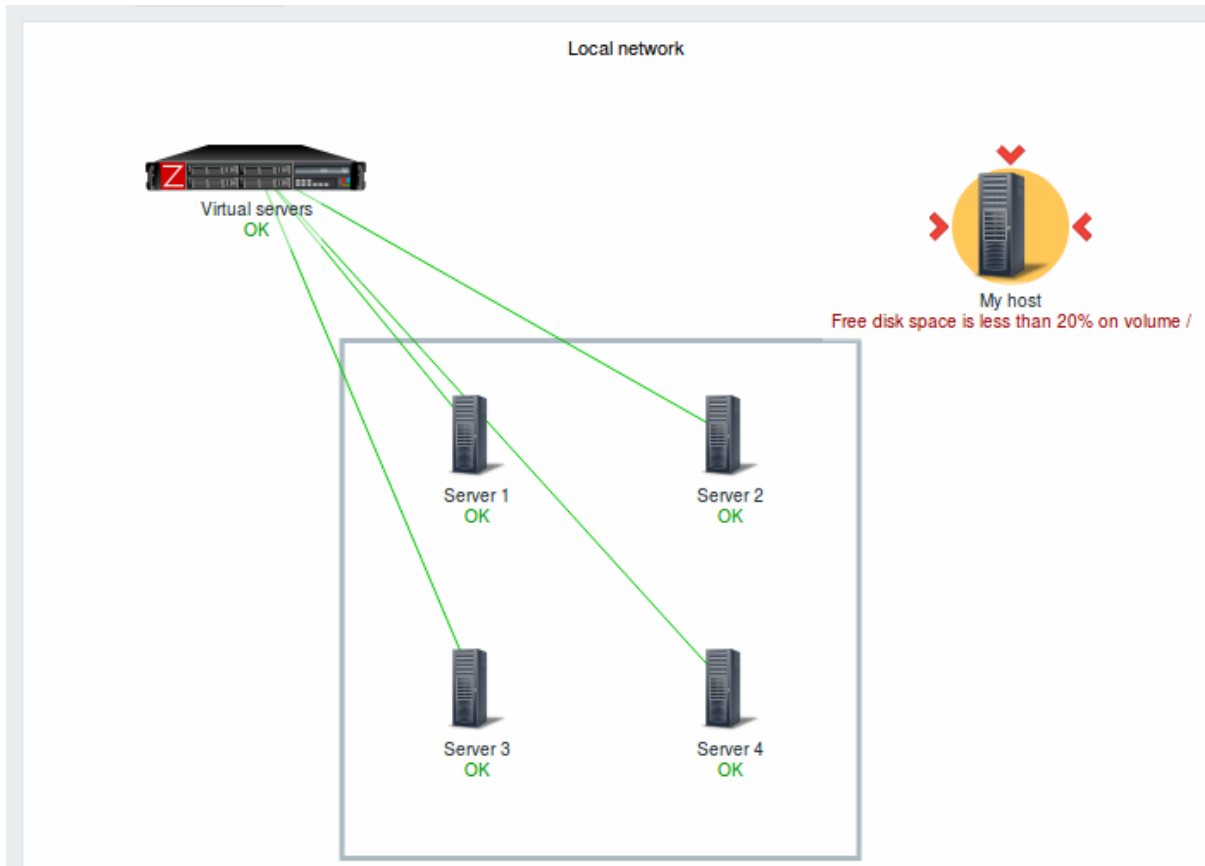 Local network
Z
Virtual servers
OK
My host
Free disk space is less than 20% on volume /
Server 1
OK
Server 2
OK
Server 3
OK
Server 4
OK